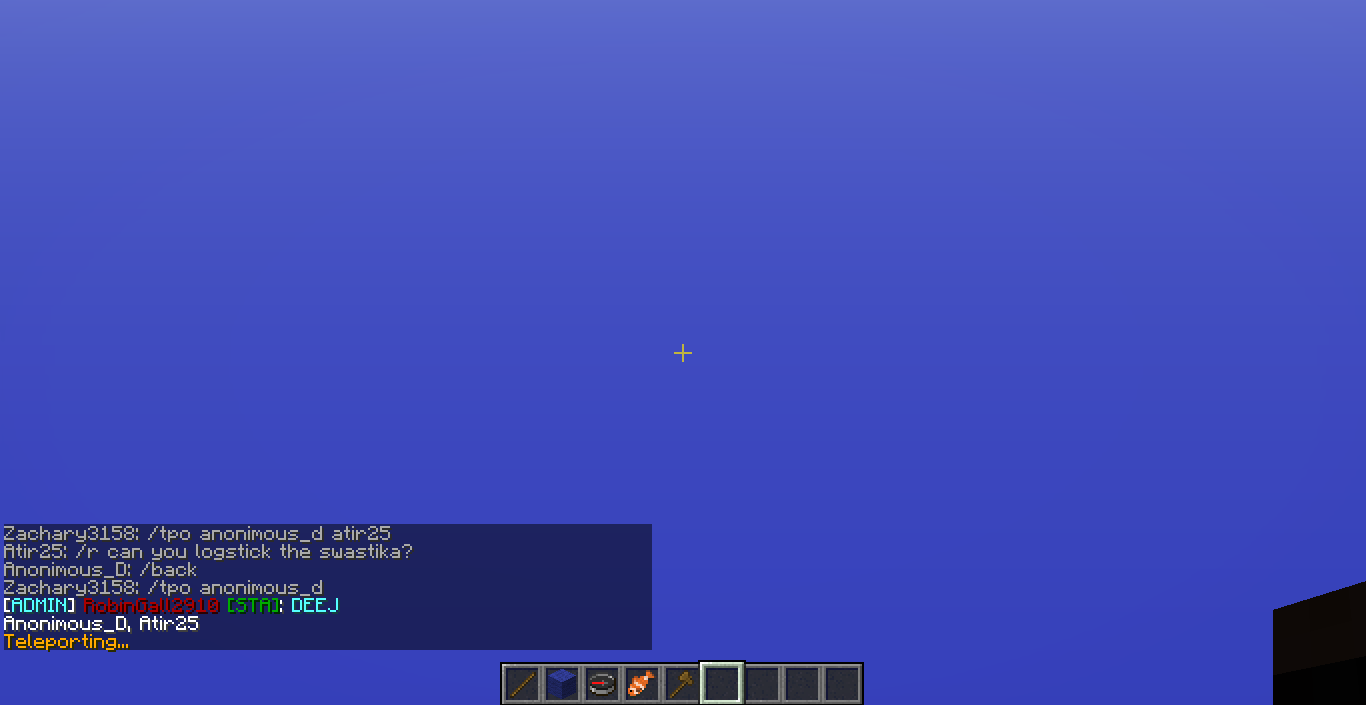 Zachary3158: /tpo anonimous_d atir25
Atir25: /r can you logstick the swastika?
Anonimous_D: /back
Zachary3158: /tpo anonimous_d
[ADMIN] RobinGall2910 [STA]: DEEJ
Anonimous_D, Atir25
Teleporting...